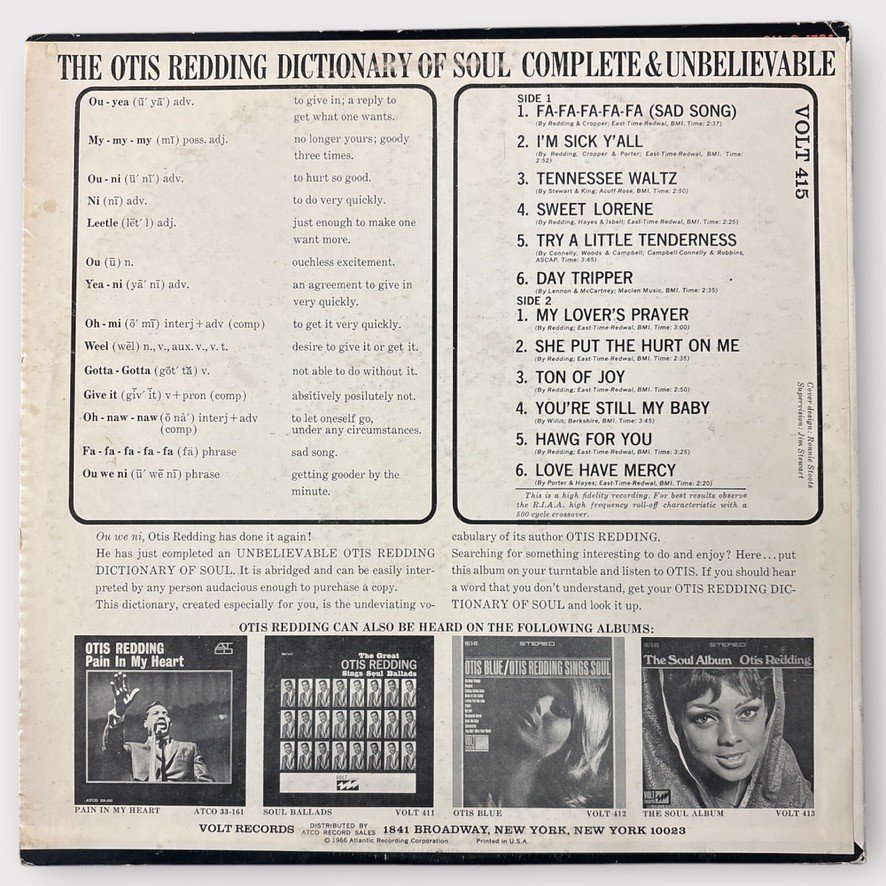 THE OTIS REDDING DICTIONARY OF SOUL COMPLETE & UNBELIEVABLE
Ou - yea (ū′ yā′) adv. to give in; a reply to
get what one wants.
My - my - my (mī) poss. adj. no longer yours; goody
three times.
Ou - ni (ū′ nī′) adv. to hurt so good.
Ni (nī) adv. to do very quickly.
Leetle (lēt′ l) adj. just enough to make one
want more.
Ou (ū) n. ouchless excitement.
Yea - ni (yā′ nī) adv. an agreement to give in
very quickly.
Oh - mi (ō′ mī) interj + adv (comp) to get it very quickly.
Weel (wēl) n., v., aux. v., v. t. desire to give it or get it.
Gotta - Gotta (gŏt′ tă) v. not able to do without it.
Give it (gĭv′ ĭt) v + pron (comp) absitively posilutely not.
Oh - naw - naw (ō nâ′) interj + adv to let oneself go,
(comp) under any circumstances.
Fa - fa - fa - fa - fa (fä) phrase sad song.
Ou we ni (ū′ wē nī) phrase getting gooder by the
minute.
SIDE 1
1. FA-FA-FA-FA-FA (SAD SONG)
(By Redding & Cropper; East-Time-Redwal, BMI. Time: 2:37)
2. I'M SICK Y'ALL
(By Redding, Cropper & Porter; East-Time-Redwal, BMI. Time:
2:52)
3. TENNESSEE WALTZ
(By Stewart & King; Acuff-Rose, BMI. Time: 2:50)
4. SWEET LORENE
(By Redding, Hayes & Isbell; East-Time-Redwal, BMI. Time: 2:25)
5. TRY A LITTLE TENDERNESS
(By Connelly, Woods & Campbell; Campbell-Connelly & Robbins,
ASCAP. Time: 3:45)
6. DAY TRIPPER
(By Lennon & McCartney; Maclen Music, BMI. Time: 2:35)
SIDE 2
1. MY LOVER'S PRAYER
(By Redding; East-Time-Redwal, BMI. Time: 3:00)
2. SHE PUT THE HURT ON ME
(By Redding; East-Time-Redwal, BMI. Time: 2:35)
3. TON OF JOY
(By Redding; East-Time-Redwal, BMI. Time: 2:50)
4. YOU'RE STILL MY BABY
(By Willis; Berkshire, BMI. Time: 3:45)
5. HAWG FOR YOU
(By Redding; East-Time-Redwal, BMI. Time: 3:25)
6. LOVE HAVE MERCY
(By Porter & Hayes; East-Time-Redwal, BMI. Time: 2:20)
This is a high fidelity recording. For best results observe
the R.I.A.A. high frequency roll-off characteristic with a
500 cycle crossover.
VOLT 415
Cover design: Ronnie Stoots
Supervision: Jim Stewart
Ou we ni, Otis Redding has done it again!
He has just completed an UNBELIEVABLE OTIS REDDING
DICTIONARY OF SOUL. It is abridged and can be easily inter-
preted by any person audacious enough to purchase a copy.
This dictionary, created especially for you, is the undeviating vo-
cabulary of its author OTIS REDDING.
Searching for something interesting to do and enjoy? Here...put
this album on your turntable and listen to OTIS. If you should hear
a word that you don't understand, get your OTIS REDDING DIC-
TIONARY OF SOUL and look it up.
OTIS REDDING CAN ALSO BE HEARD ON THE FOLLOWING ALBUMS:
OTIS REDDING
Pain In My Heart
ATCO
ATCO 33-161
PAIN IN MY HEART ATCO 33-161
The Great
OTIS REDDING
Sings Soul Ballads
VOLT
SOUL BALLADS VOLT 411
STEREO
OTIS BLUE/OTIS REDDING SINGS SOUL
VOLT
OTIS BLUE VOLT 412
STEREO
The Soul Album Otis Redding
VOLT
THE SOUL ALBUM VOLT 413
VOLT RECORDS DISTRIBUTED BY
ATCO RECORD SALES 1841 BROADWAY, NEW YORK, NEW YORK 10023
© 1966 Atlantic Recording Corporation Printed in U.S.A.